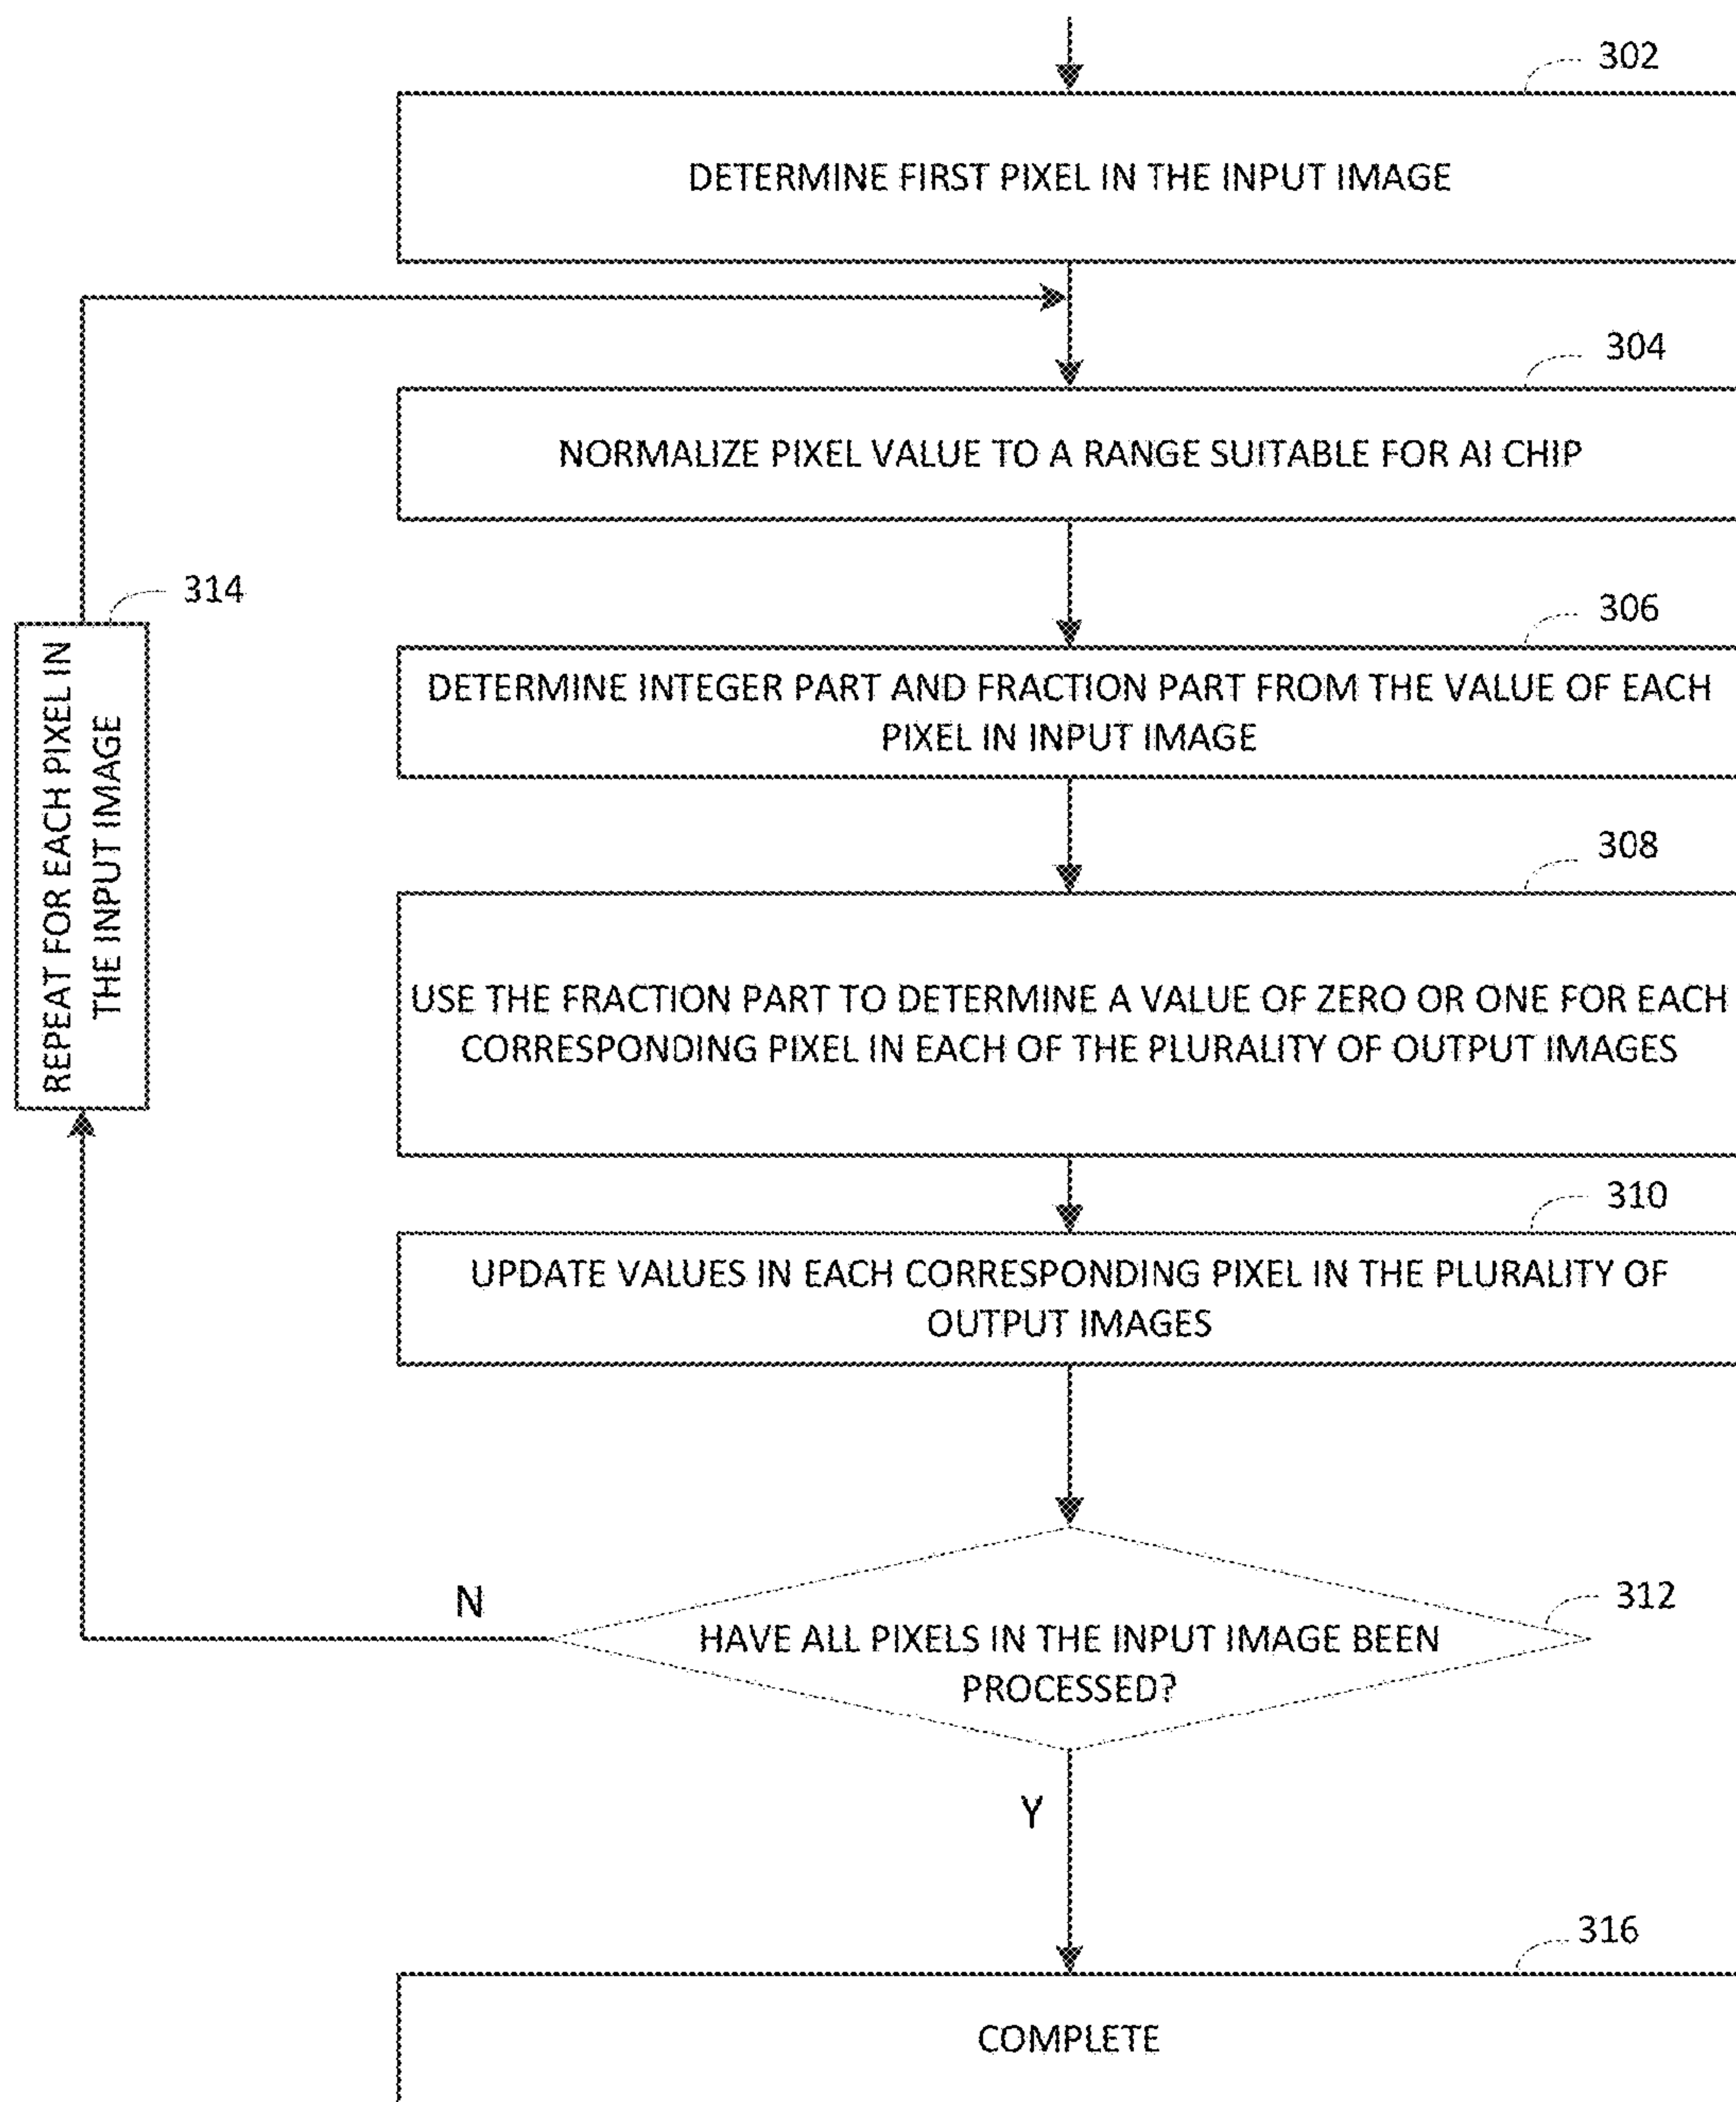 302
DETERMINE FIRST PIXEL IN THE INPUT IMAGE
304
NORMALIZE PIXEL VALUE TO A RANGE SUITABLE FOR AI CHIP
314
REPEAT FOR EACH PIXEL IN
THE INPUT IMAGE
306
DETERMINE INTEGER PART AND FRACTION PART FROM THE VALUE OF EACH
PIXEL IN INPUT IMAGE
308
USE THE FRACTION PART TO DETERMINE A VALUE OF ZERO OR ONE FOR EACH
CORRESPONDING PIXEL IN EACH OF THE PLURALITY OF OUTPUT IMAGES
310
UPDATE VALUES IN EACH CORRESPONDING PIXEL IN THE PLURALITY OF
OUTPUT IMAGES
N
312
HAVE ALL PIXELS IN THE INPUT IMAGE BEEN
PROCESSED?
Y
316
COMPLETE